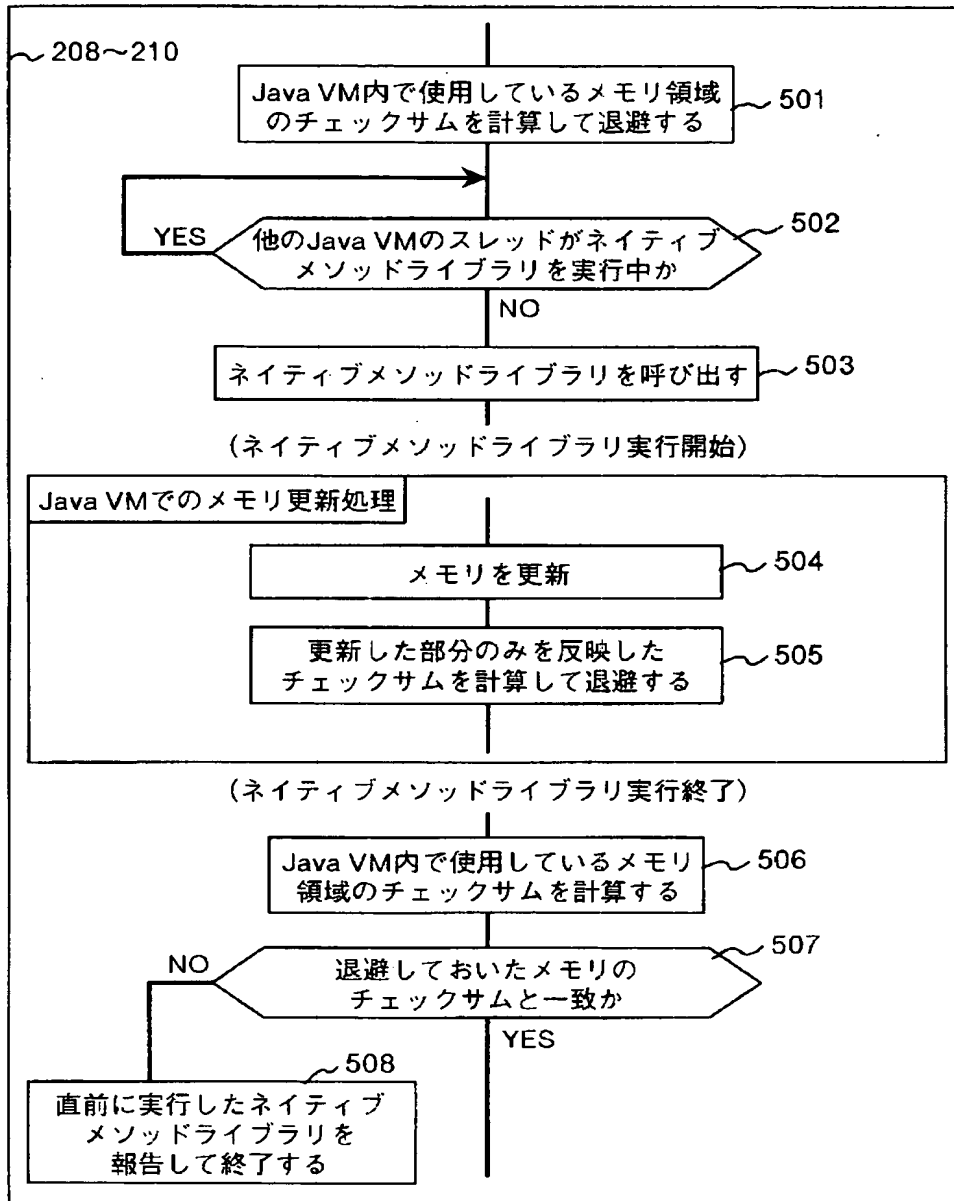 208〜210
Java VM内で使用しているメモリ領域
のチェックサムを計算して退避する
501
YES
他のJava VMのスレッドがネイティブ
メソッドライブラリを実行中か
502
NO
ネイティブメソッドライブラリを呼び出す
503
(ネイティブメソッドライブラリ実行開始)
Java VMでのメモリ更新処理
メモリを更新
504
更新した部分のみを反映した
チェックサムを計算して退避する
505
(ネイティブメソッドライブラリ実行終了)
Java VM内で使用しているメモリ
領域のチェックサムを計算する
506
NO
退避しておいたメモリの
チェックサムと一致か
507
YES
508
直前に実行したネイティブ
メソッドライブラリを
報告して終了する